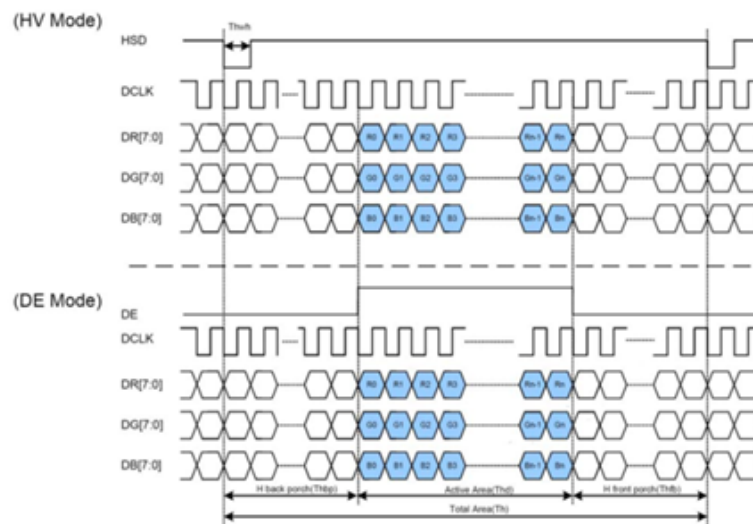 (HV Mode)
Thwh
HSD
DCLK
DR[7:0] R0 R1 R2 R3 Rn-1 Rn
DG[7:0] G0 G1 G2 G3 Gn-1 Gn
DB[7:0] B0 B1 B2 B3 Bn-1 Bn
(DE Mode)
DE
DCLK
DR[7:0] R0 R1 R2 R3 Rn-1 Rn
DG[7:0] G0 G1 G2 G3 Gn-1 Gn
DB[7:0] B0 B1 B2 B3 Bn-1 Bn
H back porch(Thbp) Active Area(Thd) H front porch(Thfp)
Total Area(Th)